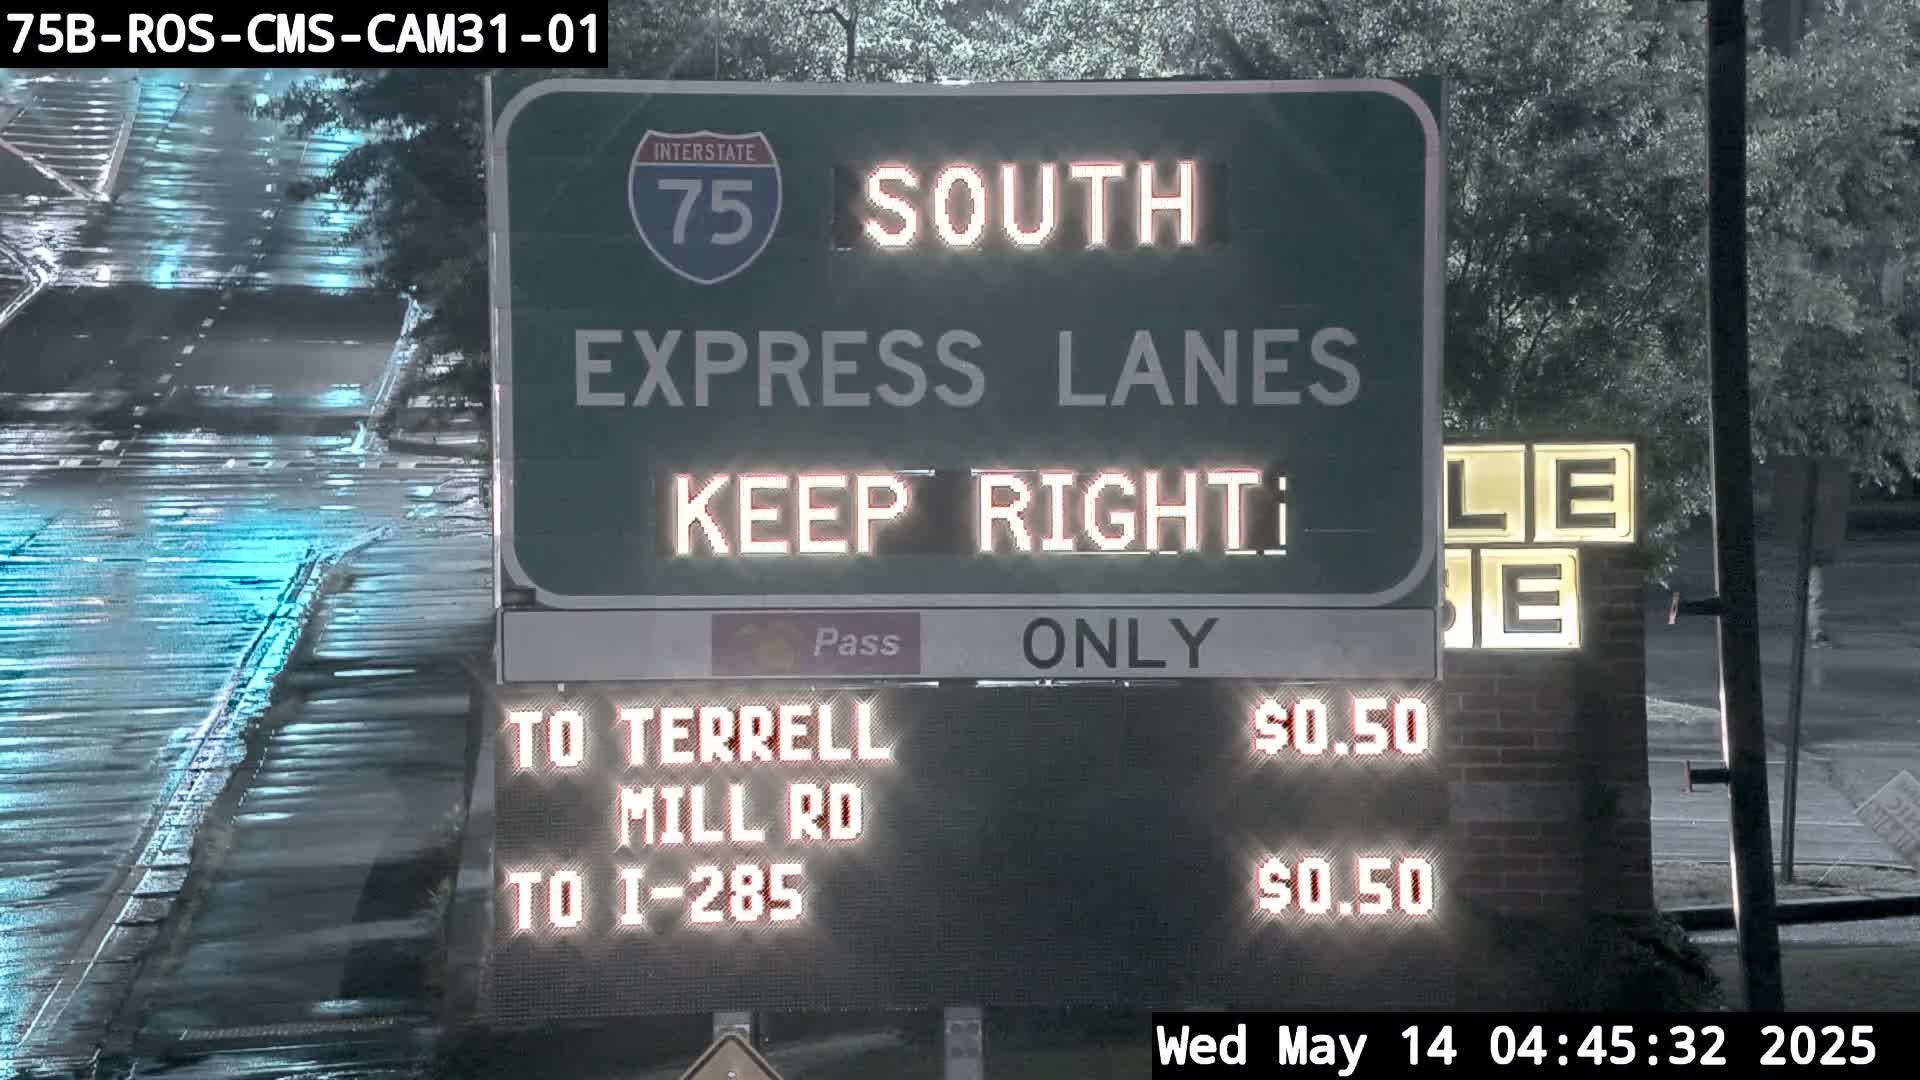 75B-ROS-CMS-CAM31-01
INTERSTATE
75
SOUTH
EXPRESS LANES
KEEP RIGHT
Pass ONLY
TO TERRELL $0.50
MILL RD
TO I-285 $0.50
LE
E
Wed May 14 04:45:32 2025